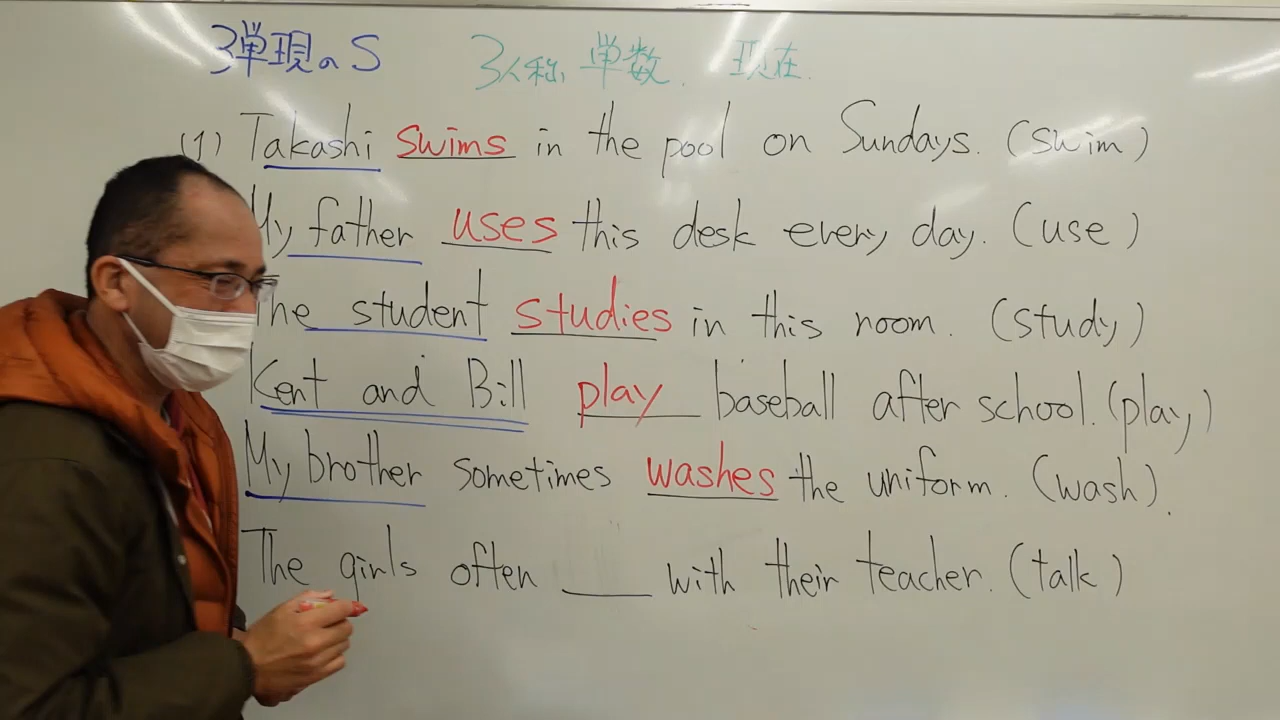 3単現のS 3人称, 単数. 現在.
(1) Takashi swims in the pool on Sundays. (swim)
My father uses this desk every day. (use)
The student studies in this room. (study)
Kent and Bill play baseball after school. (play)
My brother sometimes washes the uniform. (wash).
The girls often ___ with their teacher. (talk)